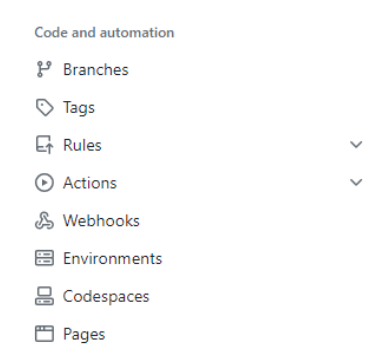 Code and automation
Branches
Tags
Rules
Actions
Webhooks
Environments
Codespaces
Pages